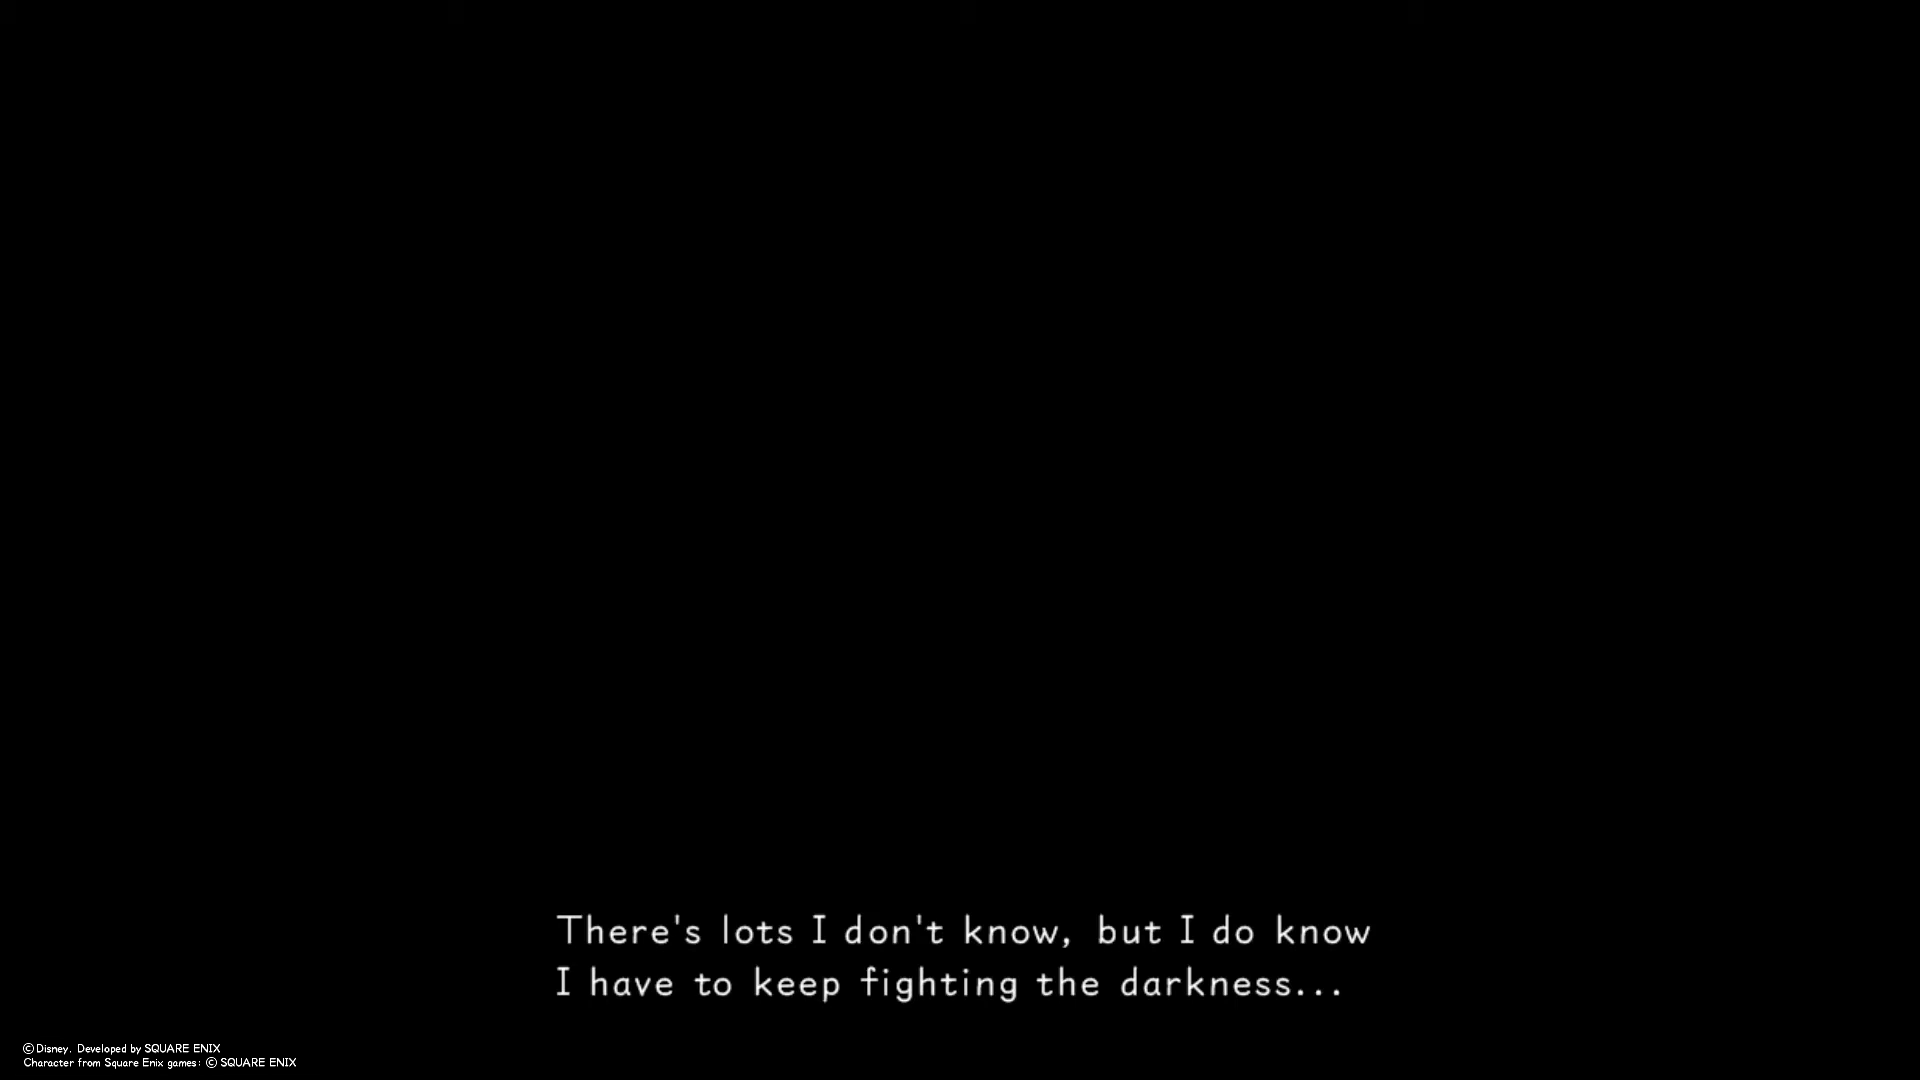 There's lots I don't know, but I do know
I have to keep fighting the darkness...
©Disney. Developed by SQUARE ENIX
Character from Square Enix games: © SQUARE ENIX